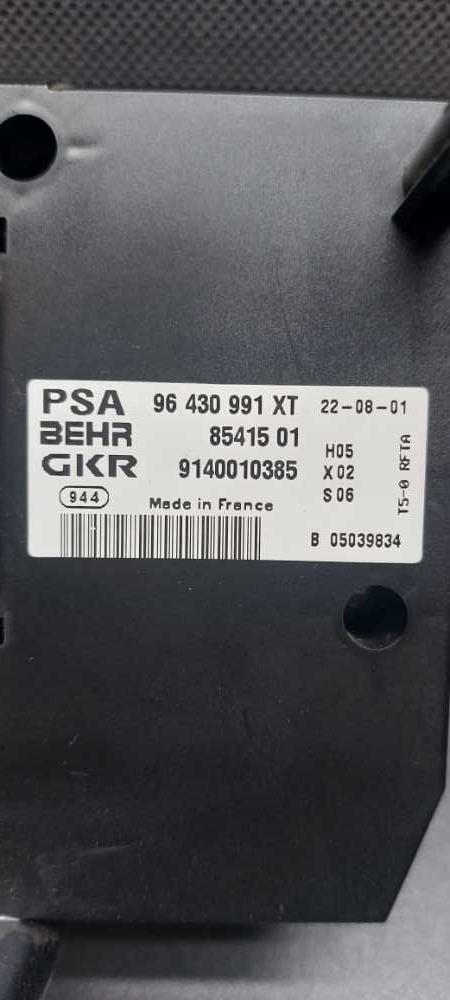 PSA 96 430 991 XT 22-08-01
BEHR 85415 01 H05
GKR 9140010385 X02
944 Made in France S06
B 05039834
T5-0 RFTA